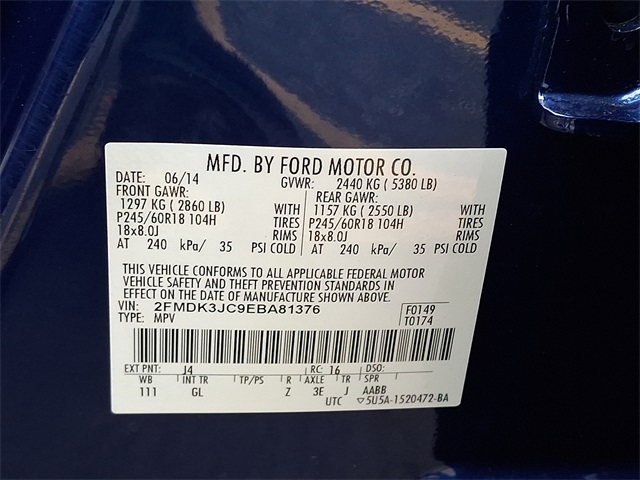 MFD. BY FORD MOTOR CO.
DATE: 06/14 GVWR: 2440 KG (5380 LB)
FRONT GAWR: REAR GAWR:
1297 KG (2860 LB) WITH 1157 KG (2550 LB) WITH
P245/60R18 104H TIRES P245/60R18 104H TIRES
18x8.0J RIMS 18x8.0J RIMS
AT 240 kPa/ 35 PSI COLD AT 240 kPa/ 35 PSI COLD
THIS VEHICLE CONFORMS TO ALL APPLICABLE FEDERAL MOTOR
VEHICLE SAFETY AND THEFT PREVENTION STANDARDS IN
EFFECT ON THE DATE OF MANUFACTURE SHOWN ABOVE.
VIN: 2FMDK3JC9EBA81376 F0149
TYPE: MPV T0174
EXT PNT: J4 RC: 16 DSO:
WB INT TR TP/PS R AXLE TR SPR
111 GL Z 3E J AABB
UTC ▽5U5A-1520472-BA